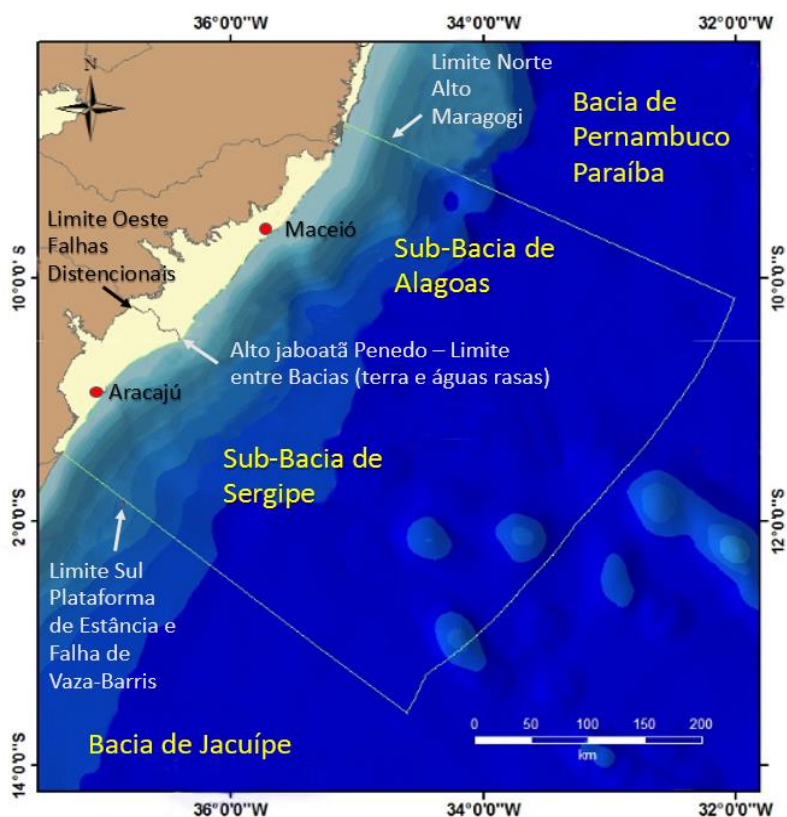 36°0'0"W
34°0'0"W
32°0'0"W
N
Limite Norte
Alto
Maragogi
Bacia de
Pernambuco
Paraíba
Limite Oeste
Falhas
Distencionais
Maceió
Sub-Bacia de
Alagoas
10°0'0"S
10°0'0"S
Alto jaboatã Penedo – Limite
entre Bacias (terra e águas rasas)
Aracajú
Sub-Bacia de
Sergipe
2°0'0"S
12°0'0"S
Limite Sul
Plataforma
de Estância e
Falha de
Vaza-Barris
Bacia de Jacuípe
0 50 100 150 200
km
14°0'0"S
14°0'0"S
36°0'0"W
34°0'0"W
32°0'0"W